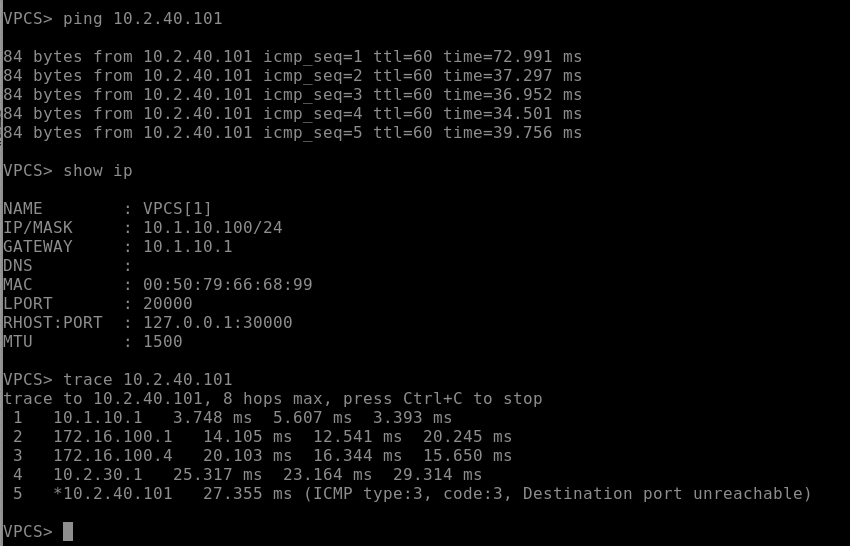 VPCS> ping 10.2.40.101
84 bytes from 10.2.40.101 icmp_seq=1 ttl=60 time=72.991 ms
84 bytes from 10.2.40.101 icmp_seq=2 ttl=60 time=37.297 ms
84 bytes from 10.2.40.101 icmp_seq=3 ttl=60 time=36.952 ms
84 bytes from 10.2.40.101 icmp_seq=4 ttl=60 time=34.501 ms
84 bytes from 10.2.40.101 icmp_seq=5 ttl=60 time=39.756 ms
VPCS> show ip
NAME        : VPCS[1]
IP/MASK     : 10.1.10.100/24
GATEWAY     : 10.1.10.1
DNS         :
MAC         : 00:50:79:66:68:99
LPORT       : 20000
RHOST:PORT  : 127.0.0.1:30000
MTU         : 1500
VPCS> trace 10.2.40.101
trace to 10.2.40.101, 8 hops max, press Ctrl+C to stop
 1   10.1.10.1   3.748 ms  5.607 ms  3.393 ms
 2   172.16.100.1   14.105 ms  12.541 ms  20.245 ms
 3   172.16.100.4   20.103 ms  16.344 ms  15.650 ms
 4   10.2.30.1   25.317 ms  23.164 ms  29.314 ms
 5   *10.2.40.101   27.355 ms (ICMP type:3, code:3, Destination port unreachable)
VPCS>